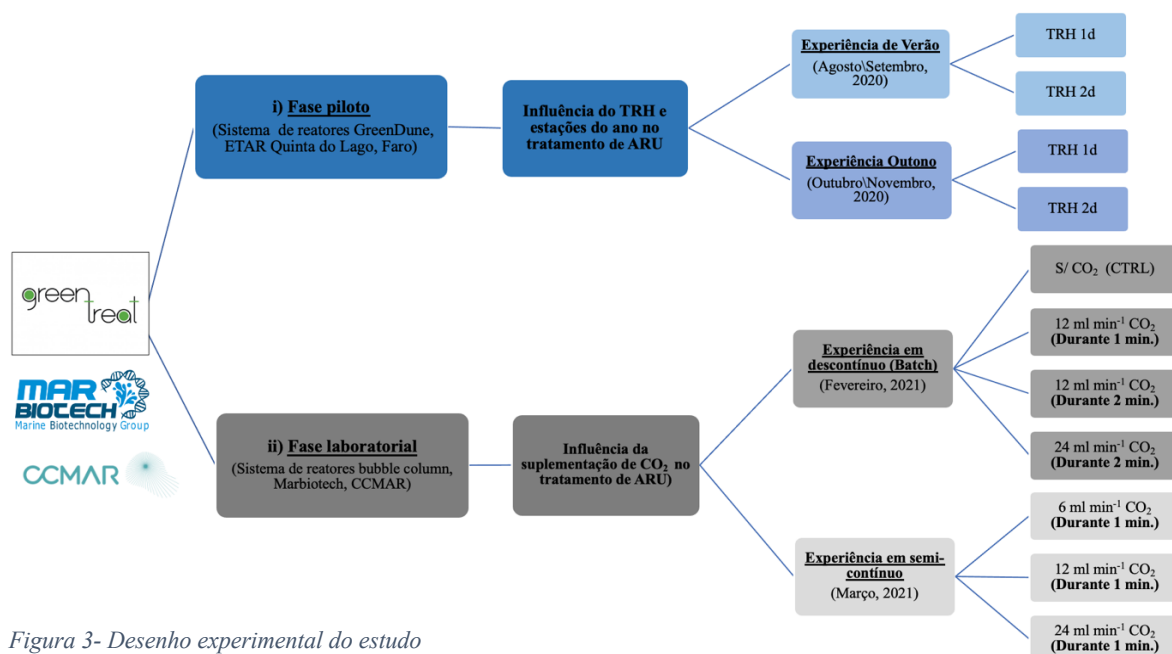 green
treat
MAR
BIOTECH
Marine Biotechnology Group
CCMAR
i) Fase piloto
(Sistema de reatores GreenDune,
ETAR Quinta do Lago, Faro)
Influência do TRH e
estações do ano no
tratamento de ARU
Experiência de Verão
(Agosto\Setembro,
2020)
TRH 1d
TRH 2d
Experiência Outono
(Outubro\Novembro,
2020)
TRH 1d
TRH 2d
ii) Fase laboratorial
(Sistema de reatores bubble column,
Marbiotech, CCMAR)
Influência da
suplementação de CO₂ no
tratamento de ARU)
Experiência em
descontínuo (Batch)
(Fevereiro, 2021)
S/ CO₂ (CTRL)
12 ml min⁻¹ CO₂
(Durante 1 min.)
12 ml min⁻¹ CO₂
(Durante 2 min.)
24 ml min⁻¹ CO₂
(Durante 2 min.)
Experiência em semi-
contínuo
(Março, 2021)
6 ml min⁻¹ CO₂
(Durante 1 min.)
12 ml min⁻¹ CO₂
(Durante 1 min.)
24 ml min⁻¹ CO₂
(Durante 1 min.)
Figura 3- Desenho experimental do estudo